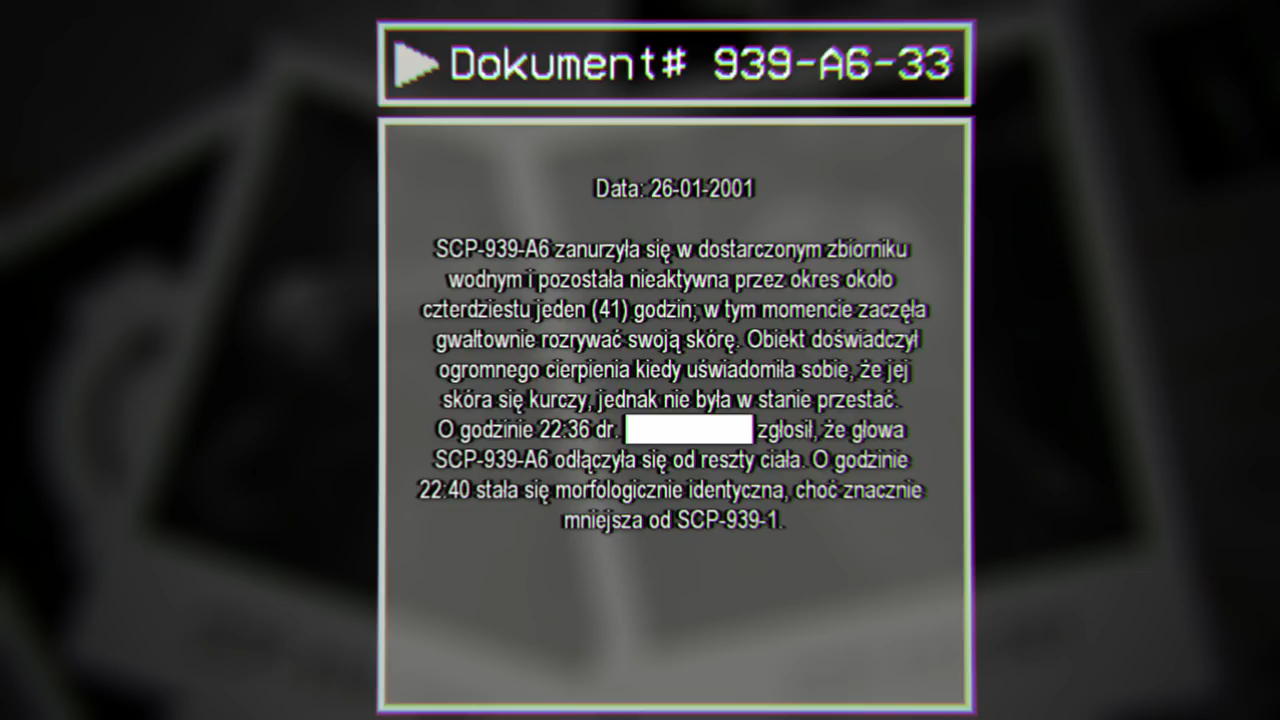 Dokument# 939-A6-33
Data: 26-01-2001
SCP-939-A6 zanurzyła się w dostarczonym zbiorniku
wodnym i pozostała nieaktywna przez okres około
czterdziestu jeden (41) godzin; w tym momencie zaczęła
gwałtownie rozrywać swoją skórę. Obiekt doświadczył
ogromnego cierpienia kiedy uświadomiła sobie, że jej
skóra się kurczy, jednak nie była w stanie przestać.
O godzinie 22:36 dr. zgłosił, że głowa
SCP-939-A6 odłączyła się od reszty ciała. O godzinie
22:40 stała się morfologicznie identyczna, choć znacznie
mniejsza od SCP-939-1.